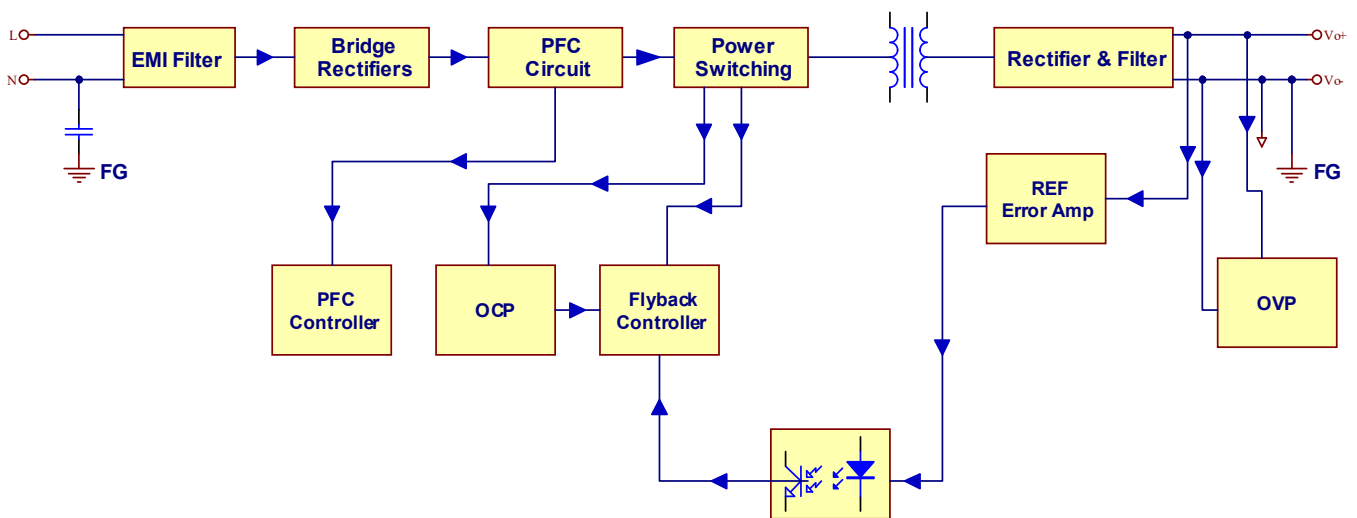 L
EMI Filter
Bridge
Rectifiers
PFC
Circuit
Power
Switching
Rectifier & Filter
Vo+
N
Vo-
FG
REF
Error Amp
FG
PFC
Controller
OCP
Flyback
Controller
OVP